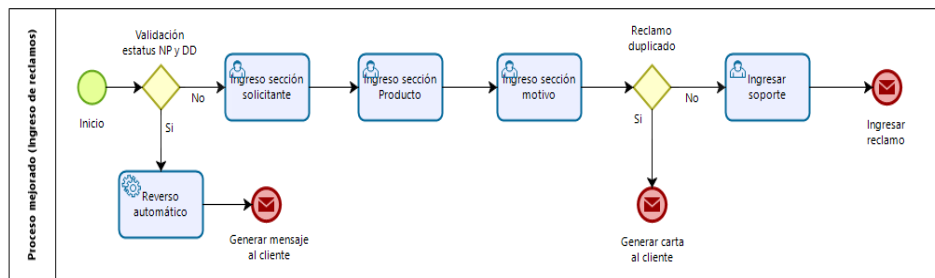 Proceso mejorado (Ingreso de reclamos)
Inicio
Validación
estatus NP y DD
No
Si
Reverso
automático
Generar mensaje
al cliente
Ingreso sección
solicitante
Ingreso sección
Producto
Ingreso sección
motivo
Reclamo
duplicado
No
Si
Generar carta
al cliente
Ingresar
soporte
Ingresar
reclamo